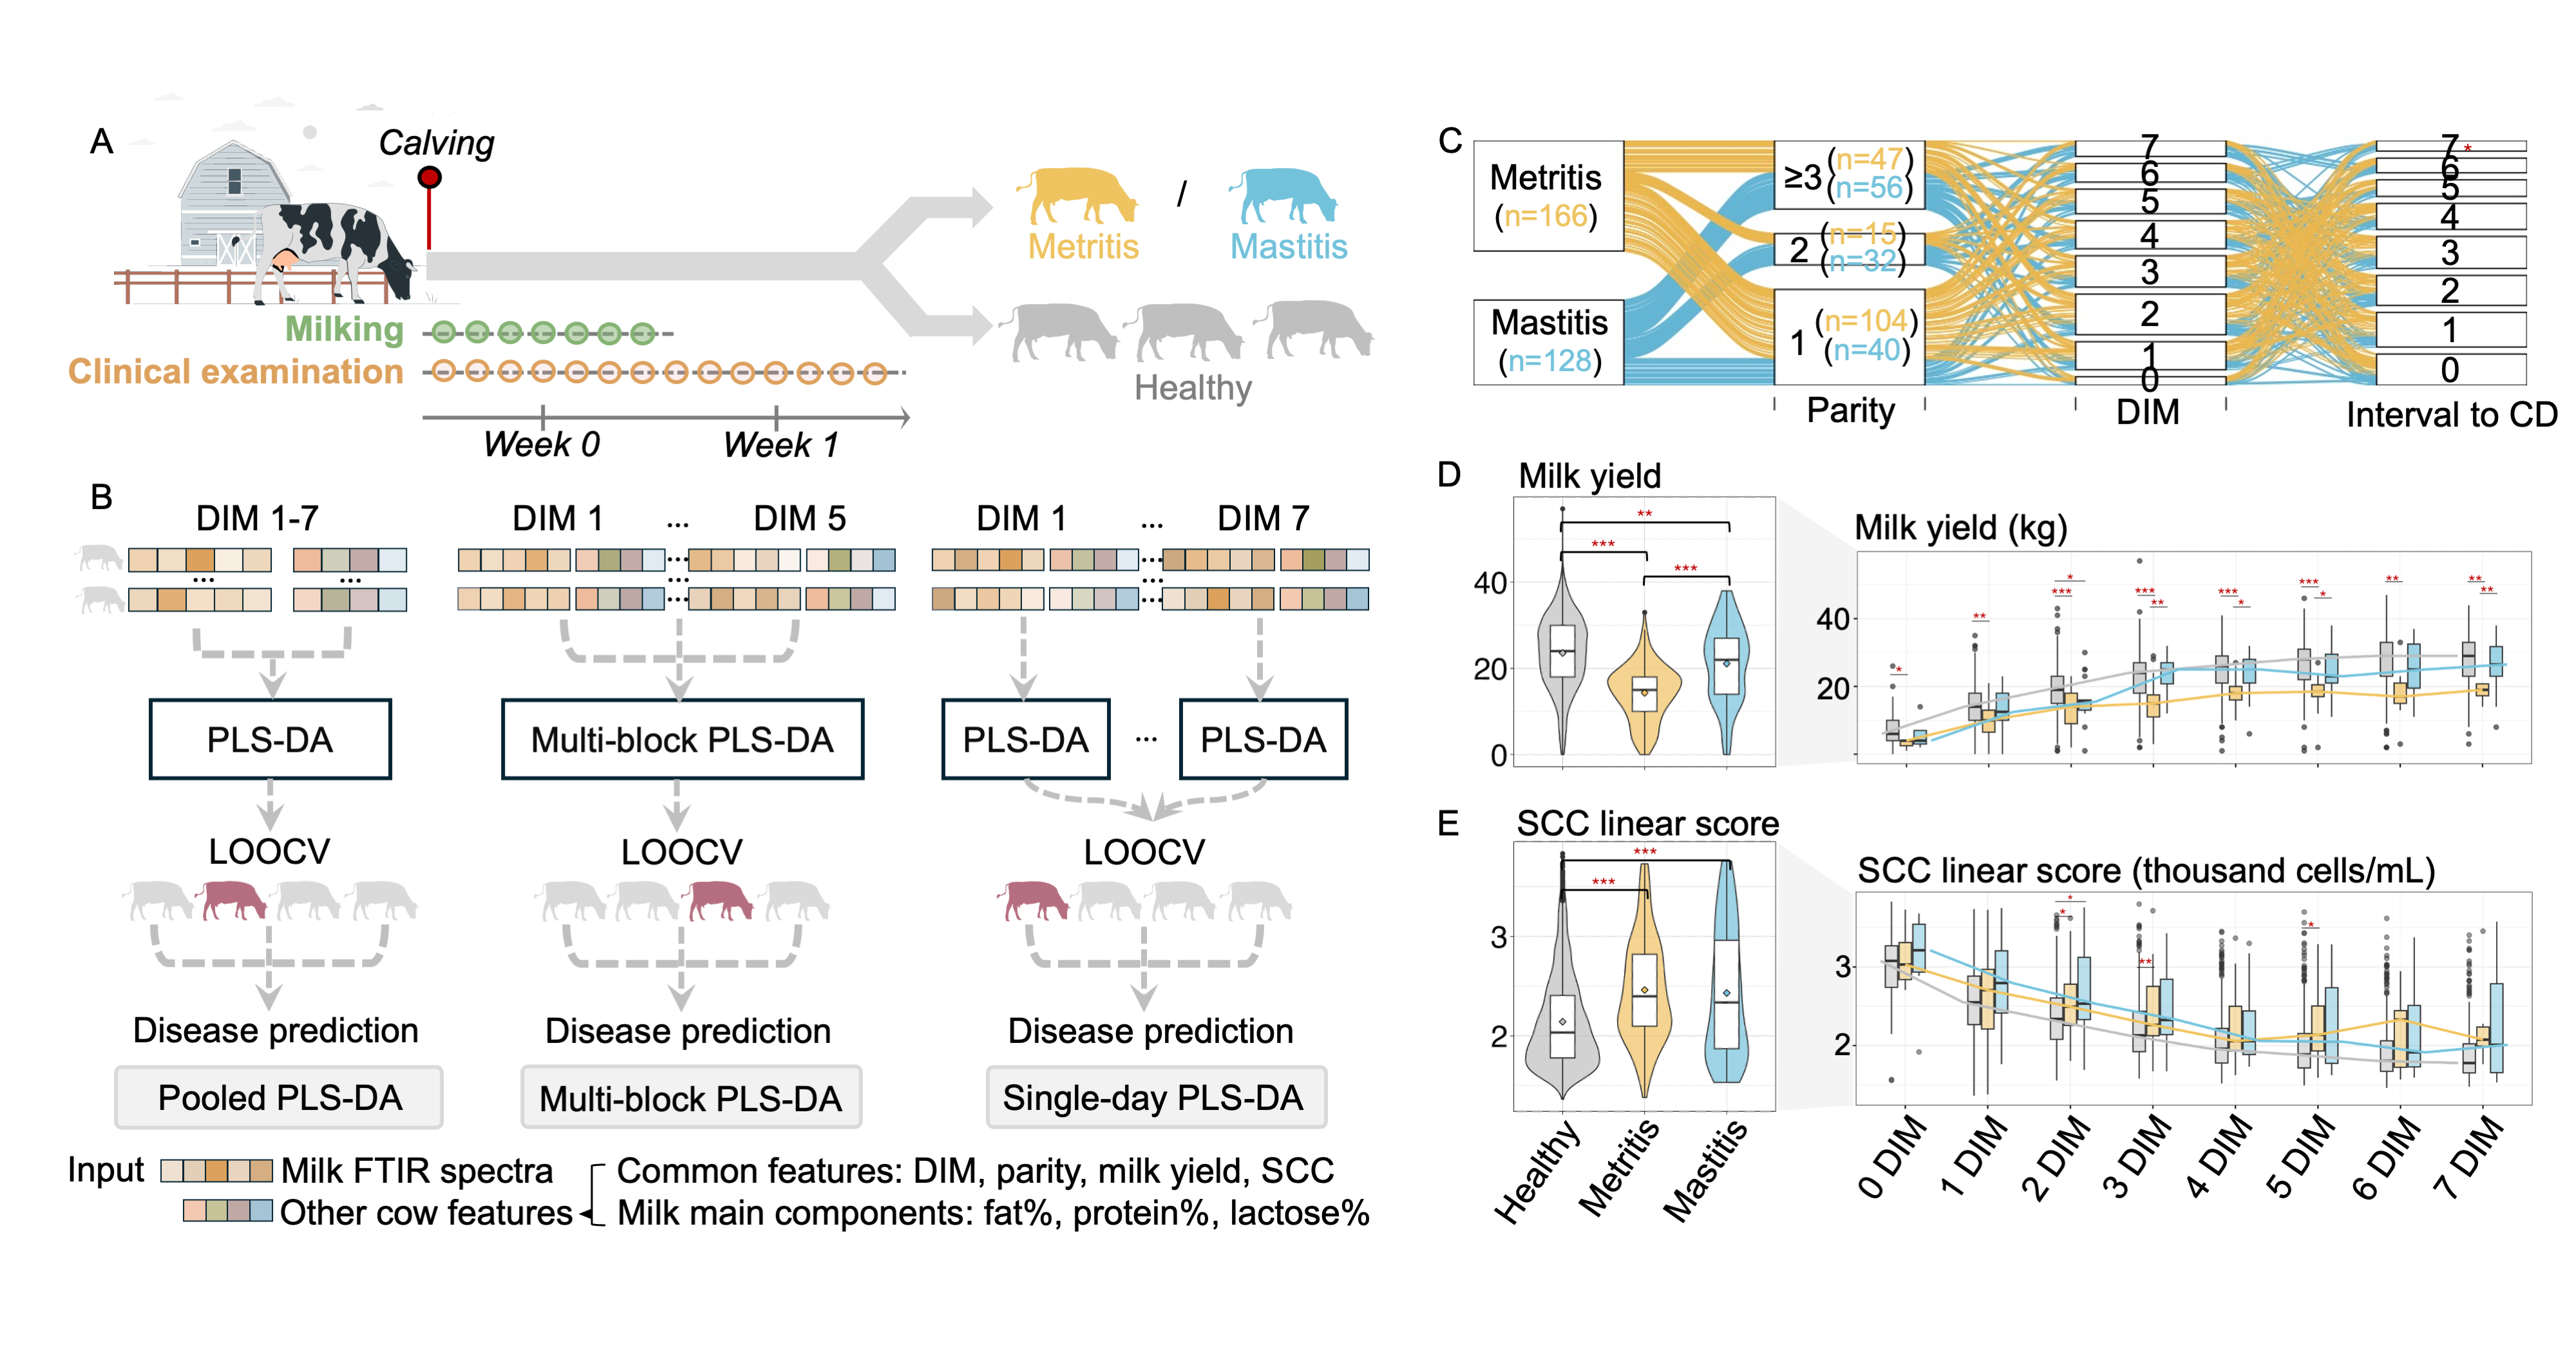 A
Calving
Metritis
/
Mastitis
Milking
Clinical examination
Healthy
Week 0
Week 1
B
DIM 1-7
DIM 1
...
DIM 5
DIM 1
...
DIM 7
...
...
...
...
...
...
PLS-DA
Multi-block PLS-DA
PLS-DA
...
PLS-DA
LOOCV
LOOCV
LOOCV
Disease prediction
Disease prediction
Disease prediction
Pooled PLS-DA
Multi-block PLS-DA
Single-day PLS-DA
Input
Milk FTIR spectra
Other cow features
Common features: DIM, parity, milk yield, SCC
Milk main components: fat%, protein%, lactose%
C
Metritis
(n=166)
Mastitis
(n=128)
≥3
(n=47)
(n=56)
2
(n=15)
(n=32)
1
(n=104)
(n=40)
7
6
5
4
3
2
1
0
7*
6
5
4
3
2
1
0
Parity
DIM
Interval to CD
D
Milk yield
**
***
***
40
20
0
Milk yield (kg)
40
20
*
**
*
***
***
**
***
*
***
*
**
**
**
E
SCC linear score
***
***
3
2
Healthy
Metritis
Mastitis
SCC linear score (thousand cells/mL)
3
2
*
*
**
*
0 DIM
1 DIM
2 DIM
3 DIM
4 DIM
5 DIM
6 DIM
7 DIM